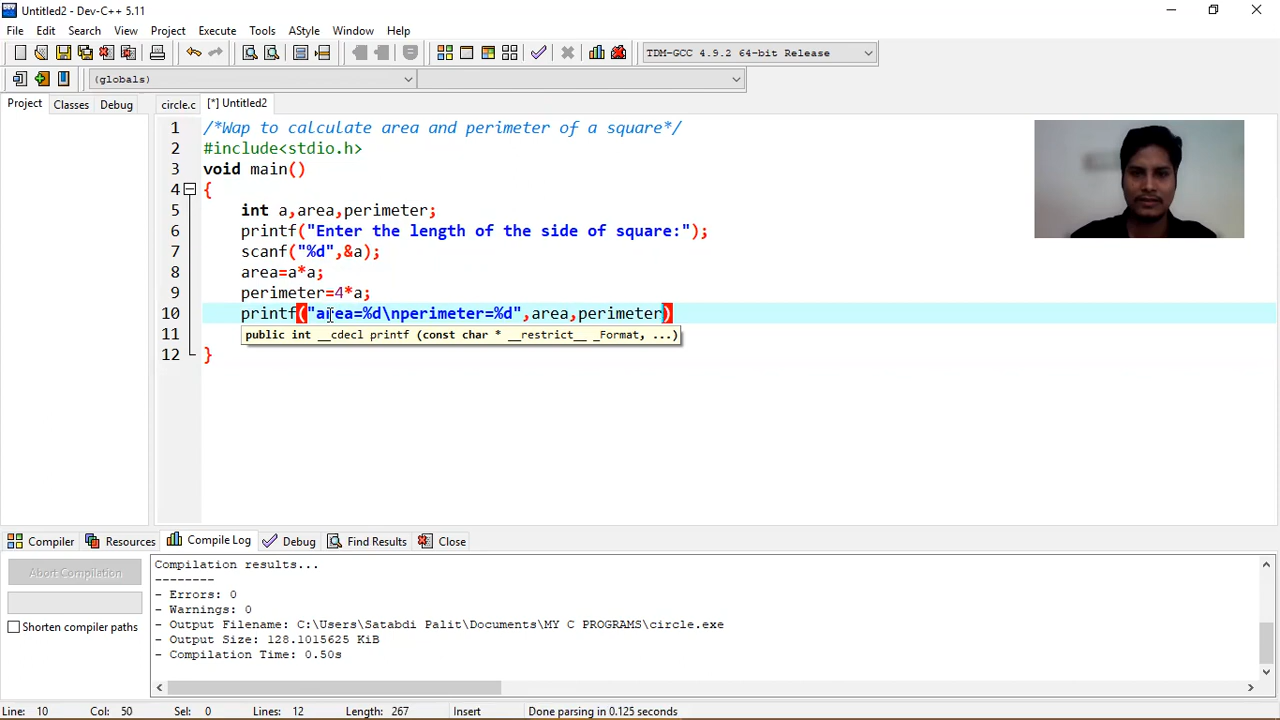 Untitled2 - Dev-C++ 5.11
File Edit Search View Project Execute Tools AStyle Window Help
TDM-GCC 4.9.2 64-bit Release
(globals)
Project Classes Debug circle.c [*] Untitled2
1 /*Wap to calculate area and perimeter of a square*/
2 #include<stdio.h>
3 void main()
4 {
5 int a,area,perimeter;
6 printf("Enter the length of the side of square:");
7 scanf("%d",&a);
8 area=a*a;
9 perimeter=4*a;
10 printf("area=%d\nperimeter=%d",area,perimeter)
11 public int __cdecl printf (const char * __restrict__ _Format, ...)
12 }
Compiler Resources Compile Log Debug Find Results Close
Abort Compilation
Shorten compiler paths
Compilation results...
--------
- Errors: 0
- Warnings: 0
- Output Filename: C:\Users\Satabdi Palit\Documents\MY C PROGRAMS\circle.exe
- Output Size: 128.1015625 KiB
- Compilation Time: 0.50s
Line: 10 Col: 50 Sel: 0 Lines: 12 Length: 267 Insert Done parsing in 0.125 seconds